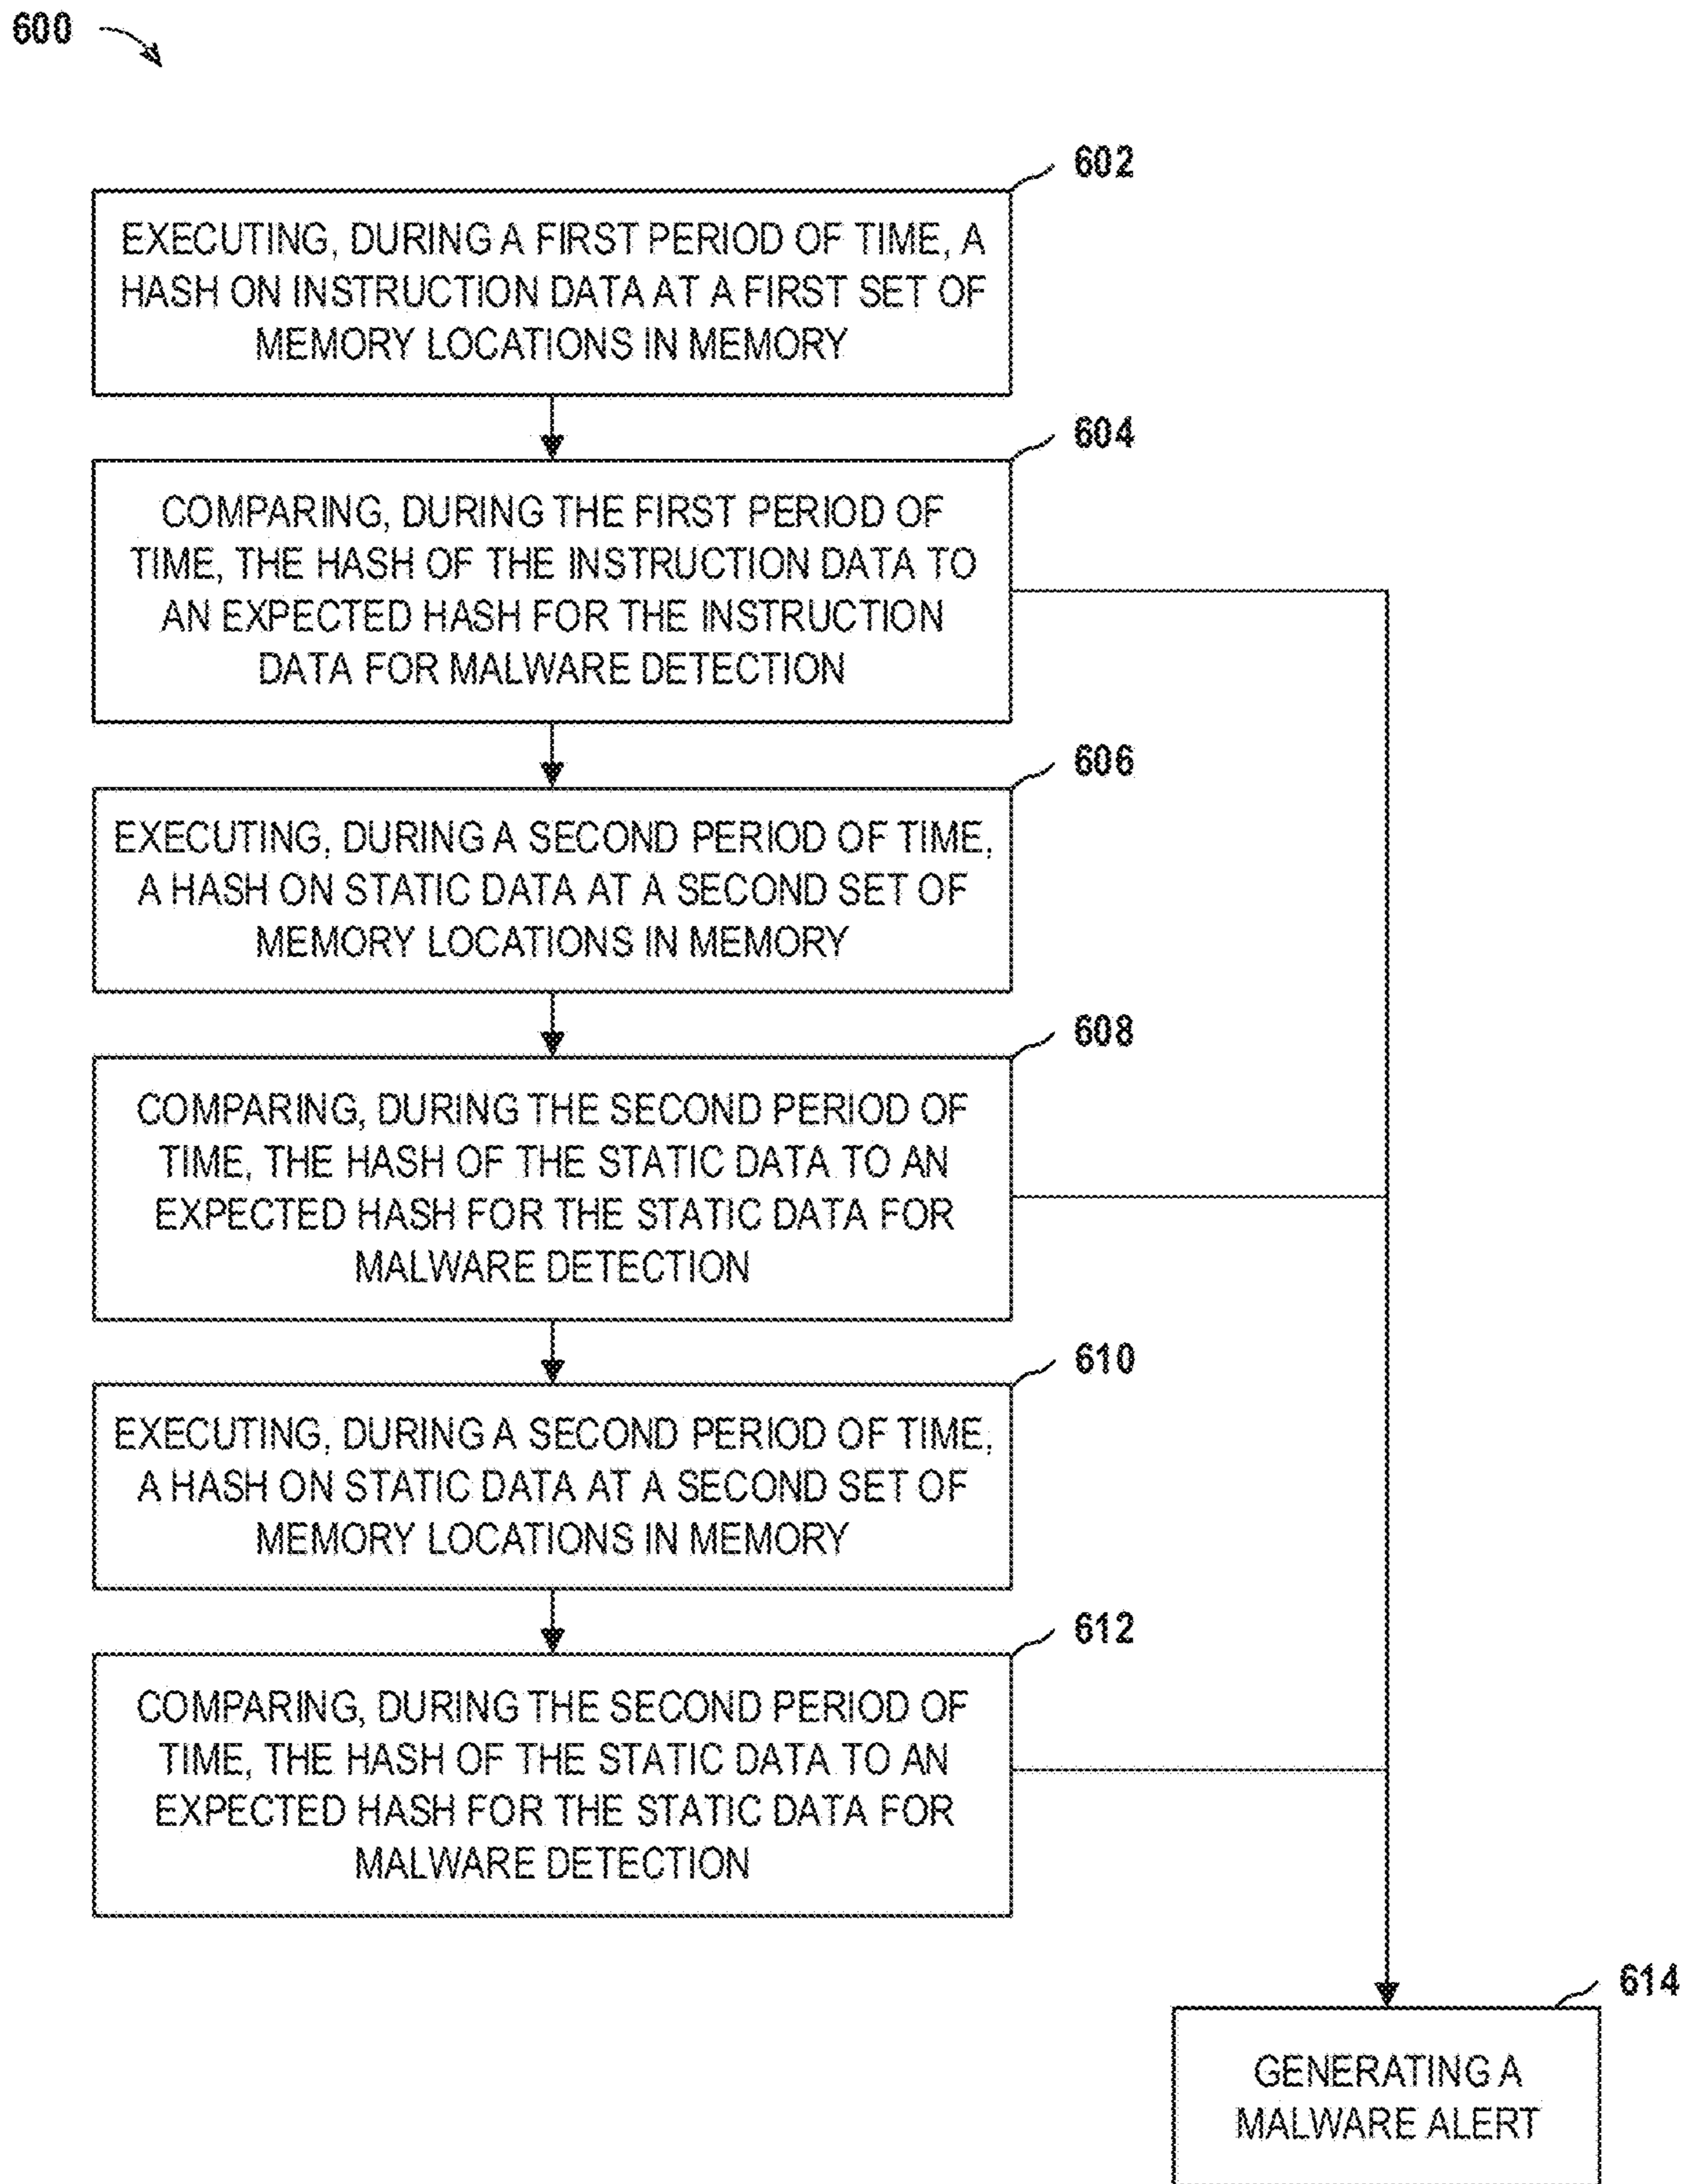 600
602
EXECUTING, DURING A FIRST PERIOD OF TIME, A
HASH ON INSTRUCTION DATA AT A FIRST SET OF
MEMORY LOCATIONS IN MEMORY
604
COMPARING, DURING THE FIRST PERIOD OF
TIME, THE HASH OF THE INSTRUCTION DATA TO
AN EXPECTED HASH FOR THE INSTRUCTION
DATA FOR MALWARE DETECTION
606
EXECUTING, DURING A SECOND PERIOD OF TIME,
A HASH ON STATIC DATA AT A SECOND SET OF
MEMORY LOCATIONS IN MEMORY
608
COMPARING, DURING THE SECOND PERIOD OF
TIME, THE HASH OF THE STATIC DATA TO AN
EXPECTED HASH FOR THE STATIC DATA FOR
MALWARE DETECTION
610
EXECUTING, DURING A SECOND PERIOD OF TIME,
A HASH ON STATIC DATA AT A SECOND SET OF
MEMORY LOCATIONS IN MEMORY
612
COMPARING, DURING THE SECOND PERIOD OF
TIME, THE HASH OF THE STATIC DATA TO AN
EXPECTED HASH FOR THE STATIC DATA FOR
MALWARE DETECTION
614
GENERATING A
MALWARE ALERT